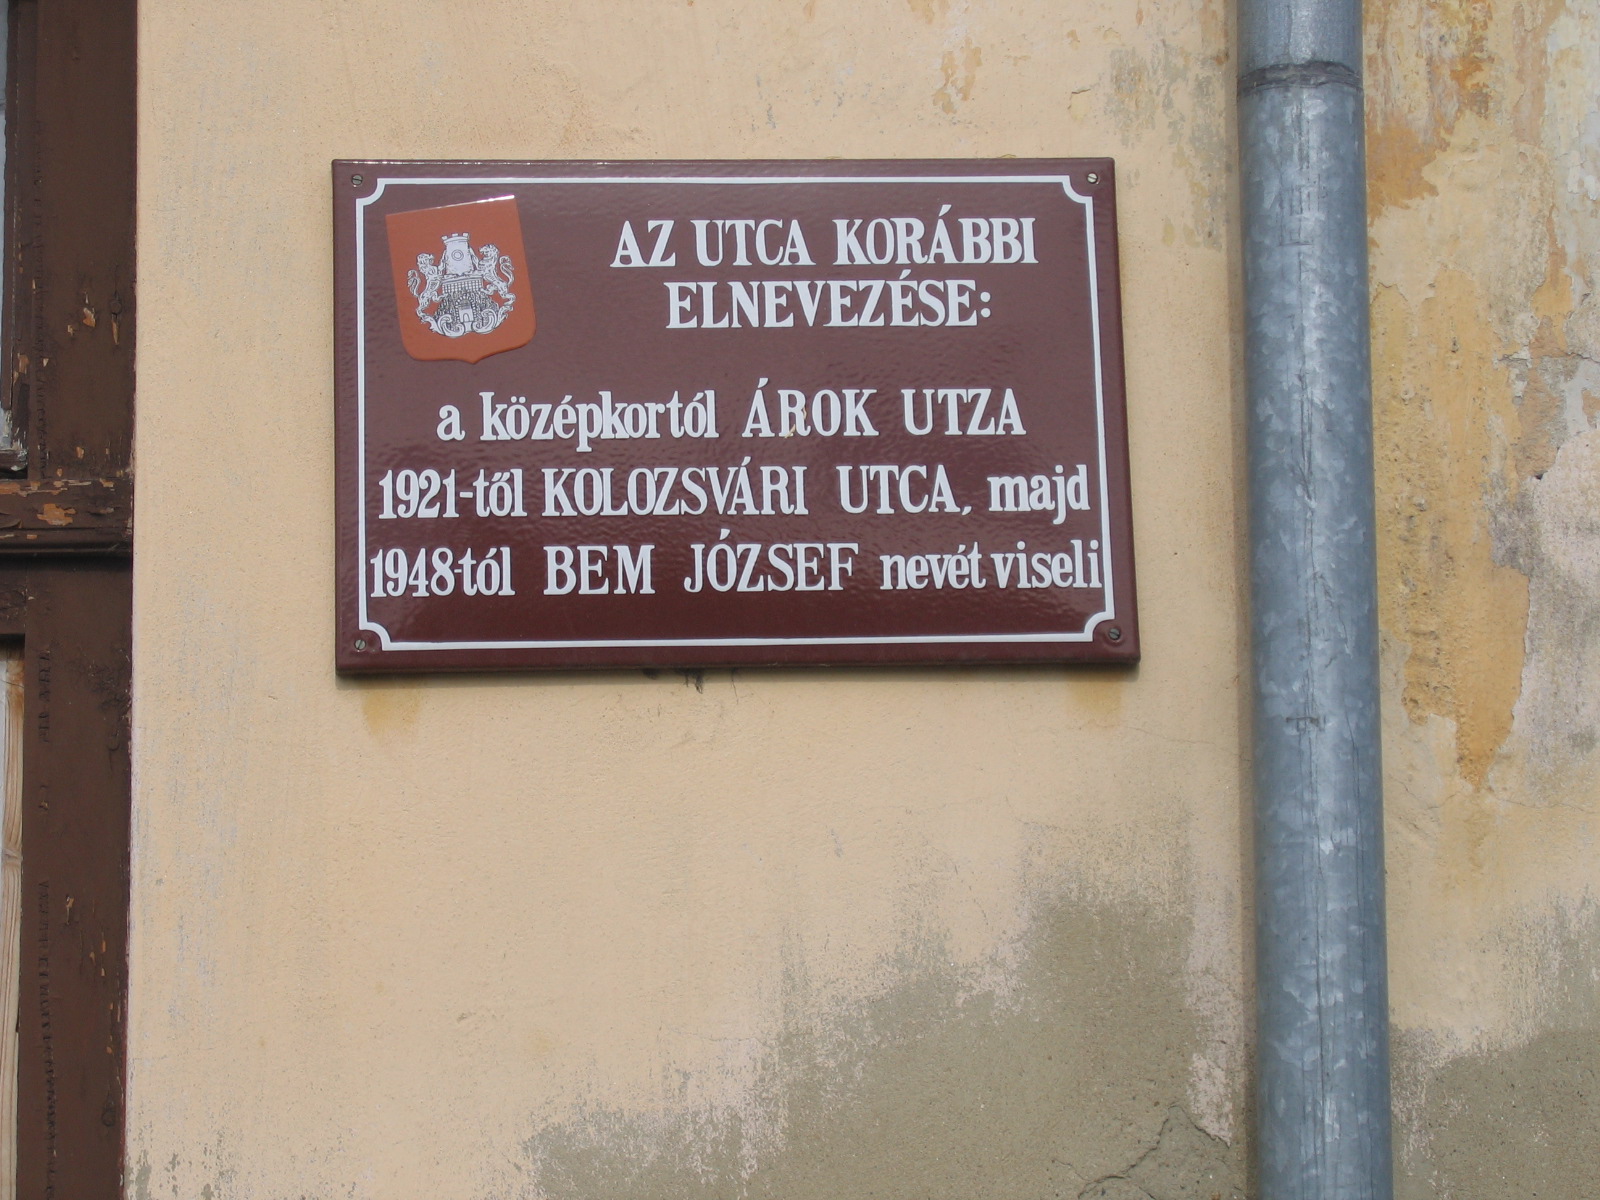 AZ UTCA KORÁBBI
ELNEVEZÉSE:
a középkortól ÁROK UTZA
1921-től KOLOZSVÁRI UTCA, majd
1948-tól BEM JÓZSEF nevét viseli